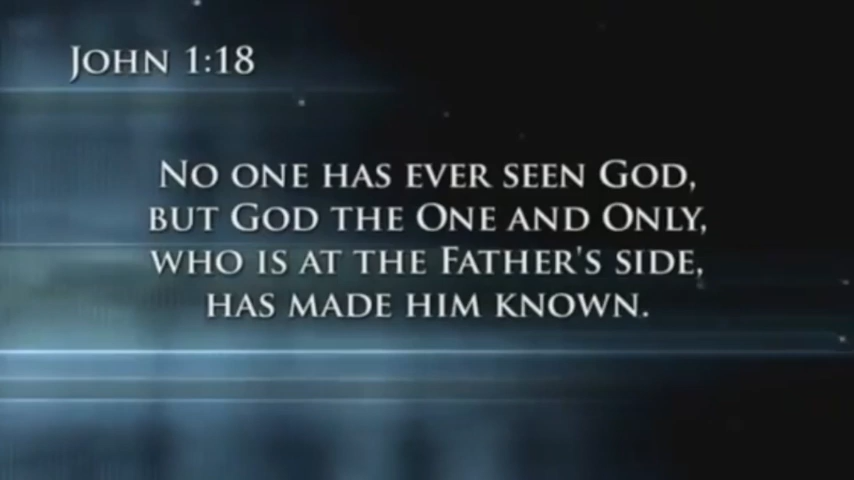 John 1:18
No one has ever seen God,
but God the One and Only,
who is at the Father's side,
has made him known.